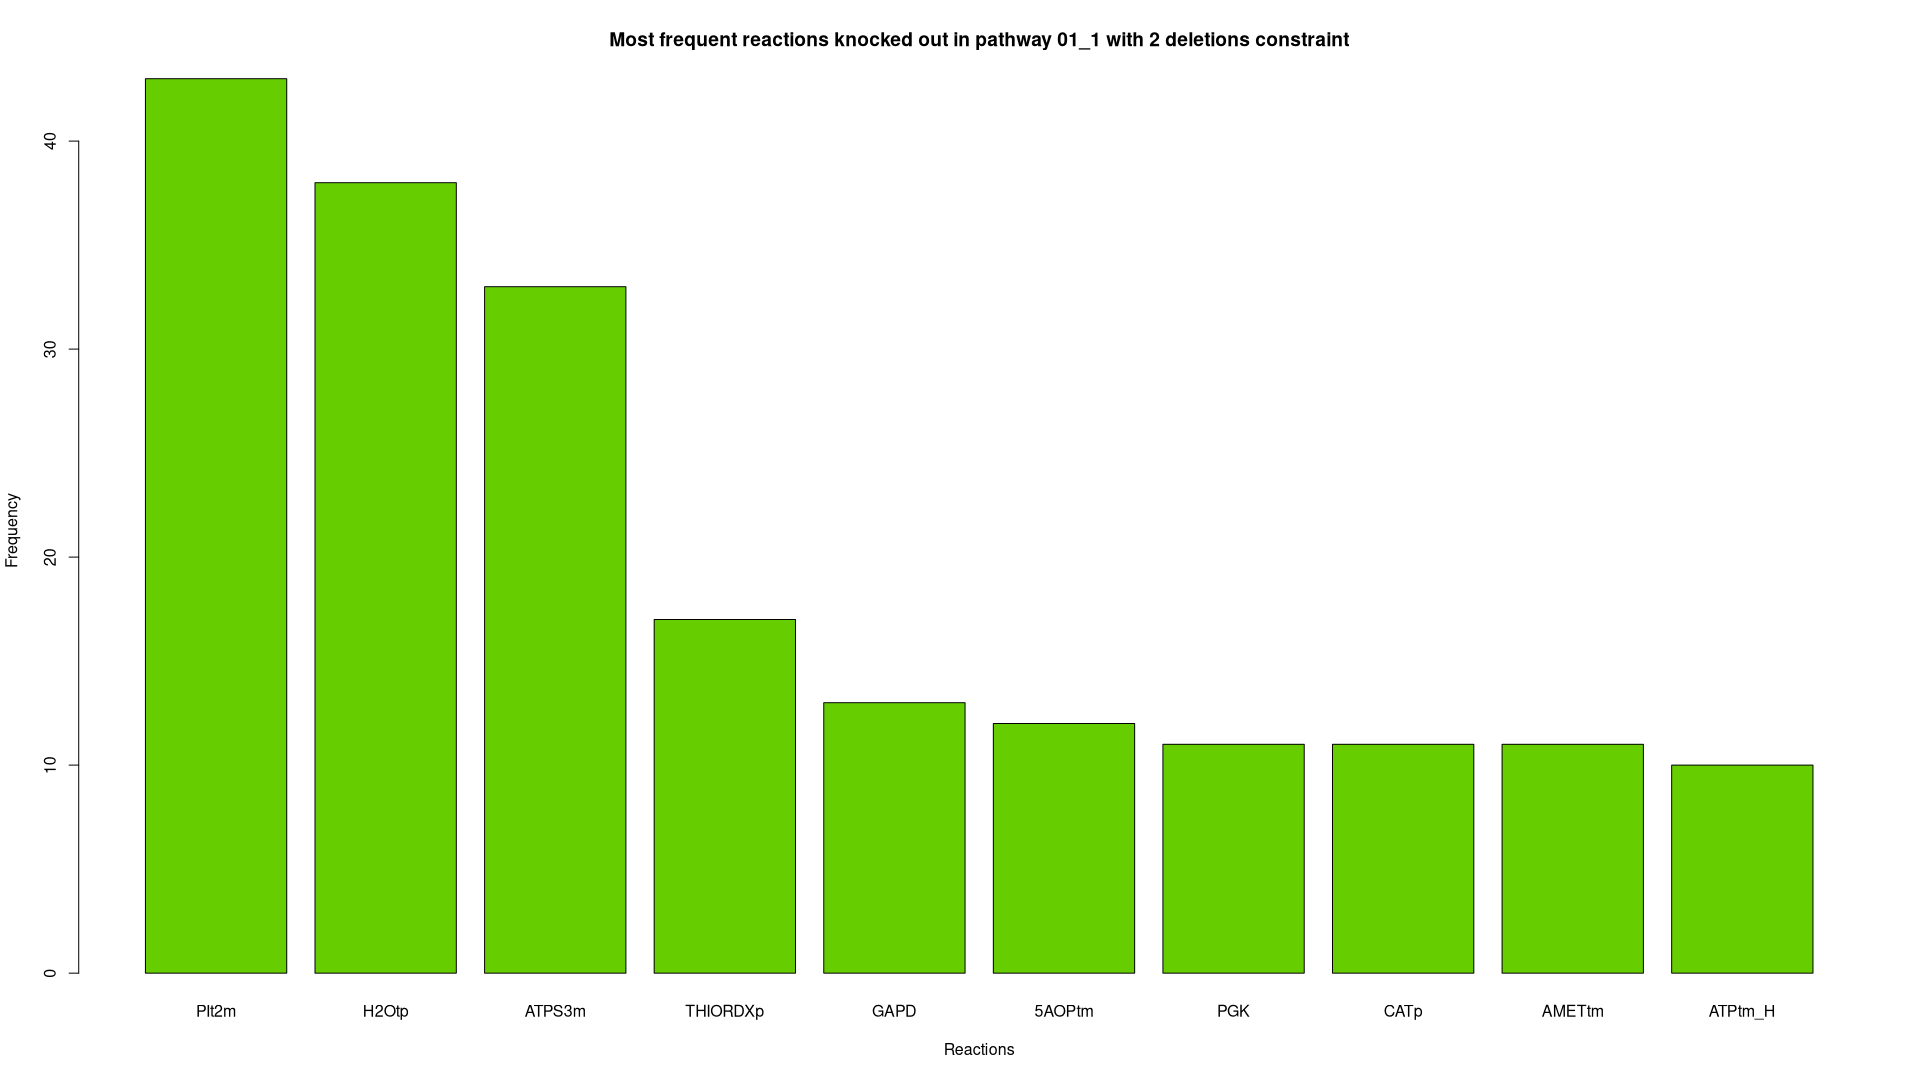 Most frequent reactions knocked out in pathway 01_1 with 2 deletions constraint
40
30
20
10
0
Frequency
PIt2m H2Otp ATPS3m THIORDXp GAPD 5AOPtm PGK CATp AMETtm ATPtm_H
Reactions